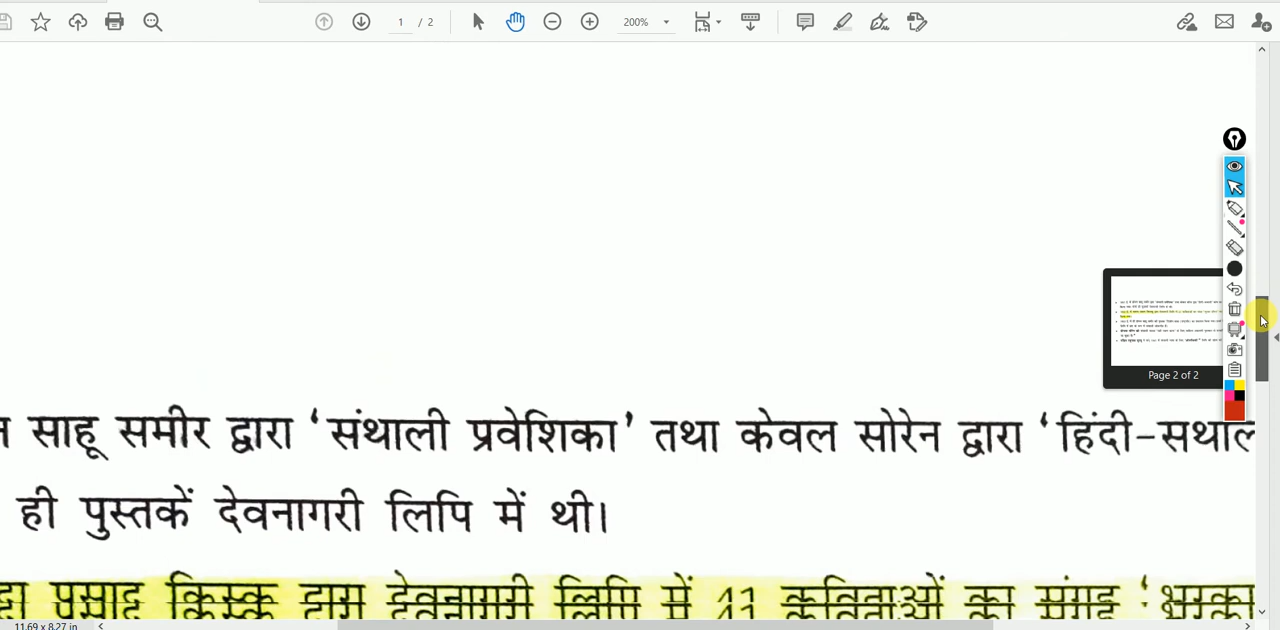 1 / 2
200%
Page 2 of 2
साहू समीर द्वारा ‘संथाली प्रवेशिका’ तथा केवल सोरेन द्वारा ‘हिंदी-सथाल
ही पुस्तकें देवनागरी लिपि में थी।
किस्कू द्वारा देवनागरी लिपि में 41 कविताओं का संग्रह
11.69 x 8.27 in